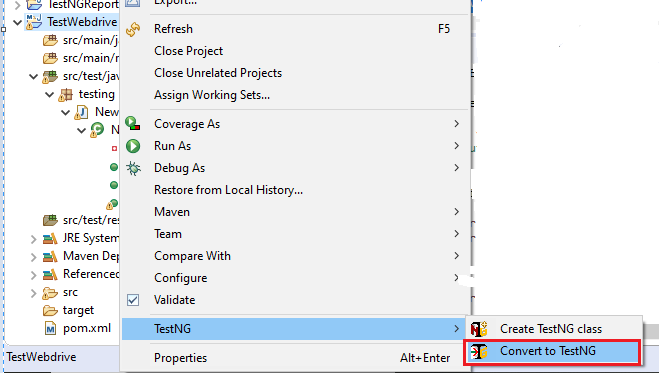 TestNGReport
Export...
TestWebdrive
Refresh F5
src/main/ja
Close Project
src/main/r
Close Unrelated Projects
src/test/jav
Assign Working Sets...
testing
New
Coverage As
N
Run As
Debug As
Restore from Local History...
Maven
src/test/res
Team
JRE System
Compare With
Maven Dep
Configure
Referenced
Validate
src
target
pom.xml
TestNG
Create TestNG class
Convert to TestNG
TestWebdrive
Properties Alt+Enter